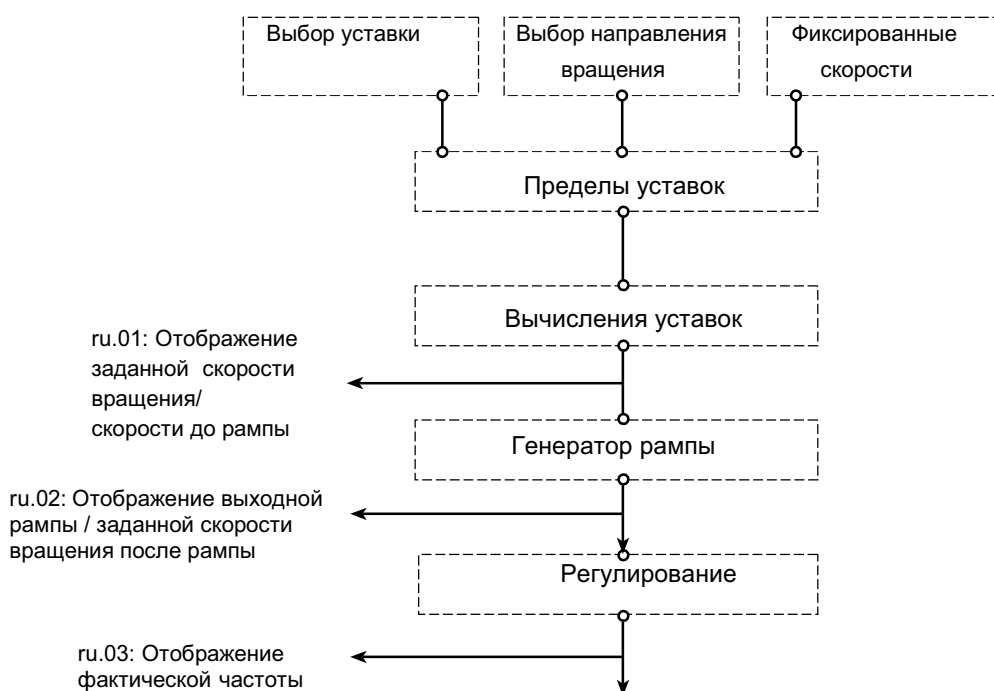 Выбор уставки
Выбор направления
вращения
Фиксированные
скорости
Пределы уставок
Вычисления уставок
ru.01: Отображение
заданной скорости
вращения/
скорости до рампы
Генератор рампы
ru.02: Отображение выходной
рампы / заданной скорости
вращения после рампы
Регулирование
ru.03: Отображение
фактической частоты